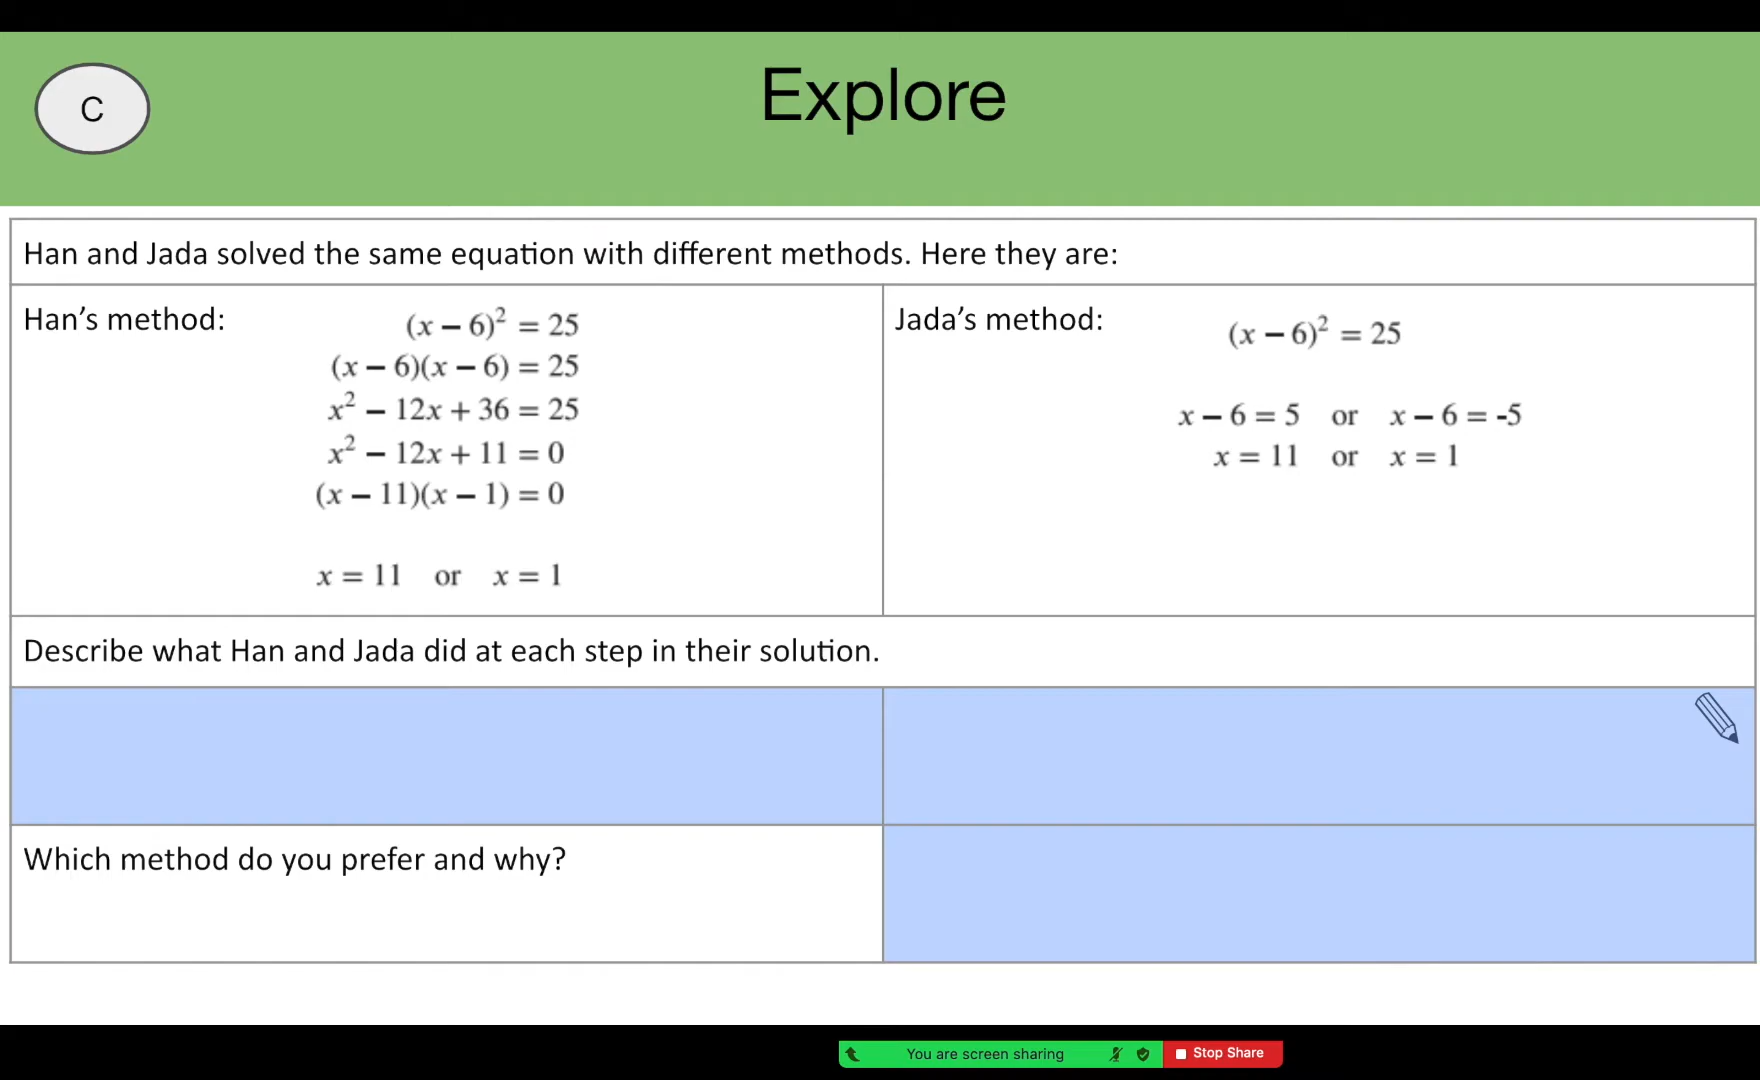 C
Explore
Han and Jada solved the same equation with different methods. Here they are:
Han's method:
(x − 6)² = 25
(x − 6)(x − 6) = 25
x² − 12x + 36 = 25
x² − 12x + 11 = 0
(x − 11)(x − 1) = 0
x = 11 or x = 1
Jada's method:
(x − 6)² = 25
x − 6 = 5 or x − 6 = -5
x = 11 or x = 1
Describe what Han and Jada did at each step in their solution.
Which method do you prefer and why?
You are screen sharing
Stop Share